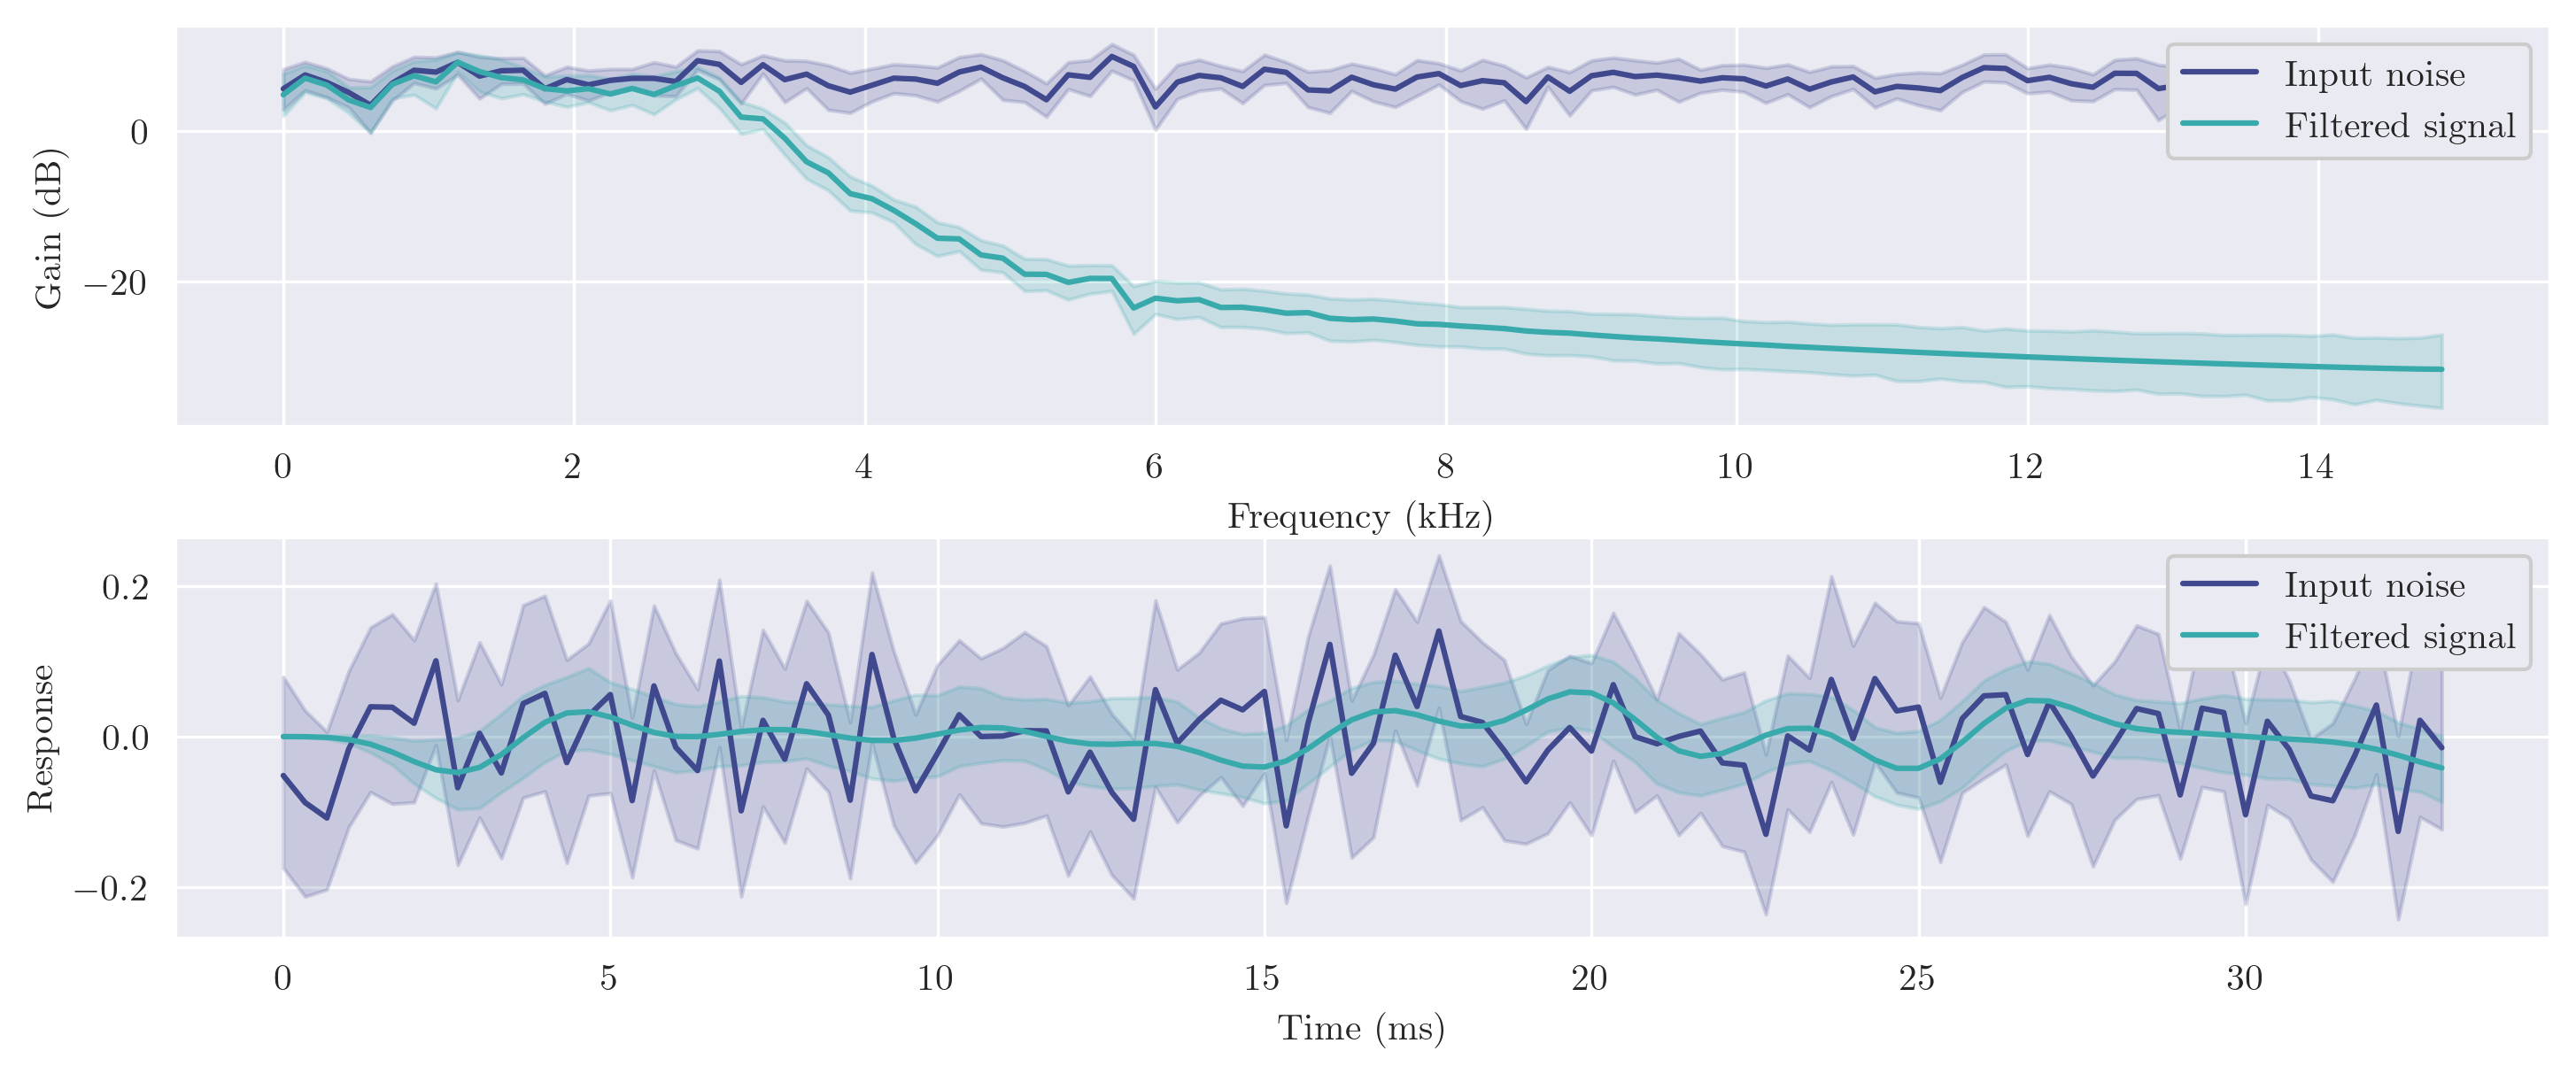 Input noise
Filtered signal
0
−20
Gain (dB)
0 2 4 6 8 10 12 14
Frequency (kHz)
Input noise
Filtered signal
0.2
0.0
−0.2
Response
0 5 10 15 20 25 30
Time (ms)